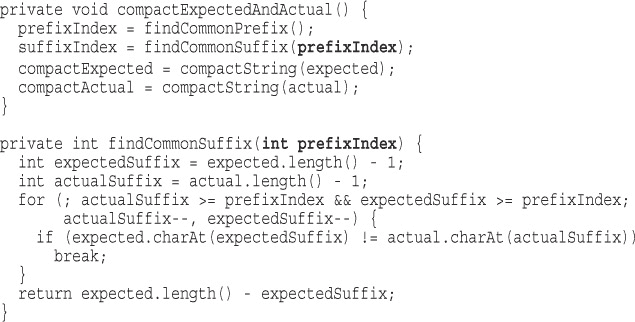 private void compactExpectedAndActual() {
  prefixIndex = findCommonPrefix();
  suffixIndex = findCommonSuffix(prefixIndex);
  compactExpected = compactString(expected);
  compactActual = compactString(actual);
}

private int findCommonSuffix(int prefixIndex) {
  int expectedSuffix = expected.length() - 1;
  int actualSuffix = actual.length() - 1;
  for (; actualSuffix >= prefixIndex && expectedSuffix >= prefixIndex;
       actualSuffix--, expectedSuffix--) {
    if (expected.charAt(expectedSuffix) != actual.charAt(actualSuffix))
      break;
  }
  return expected.length() - expectedSuffix;
}